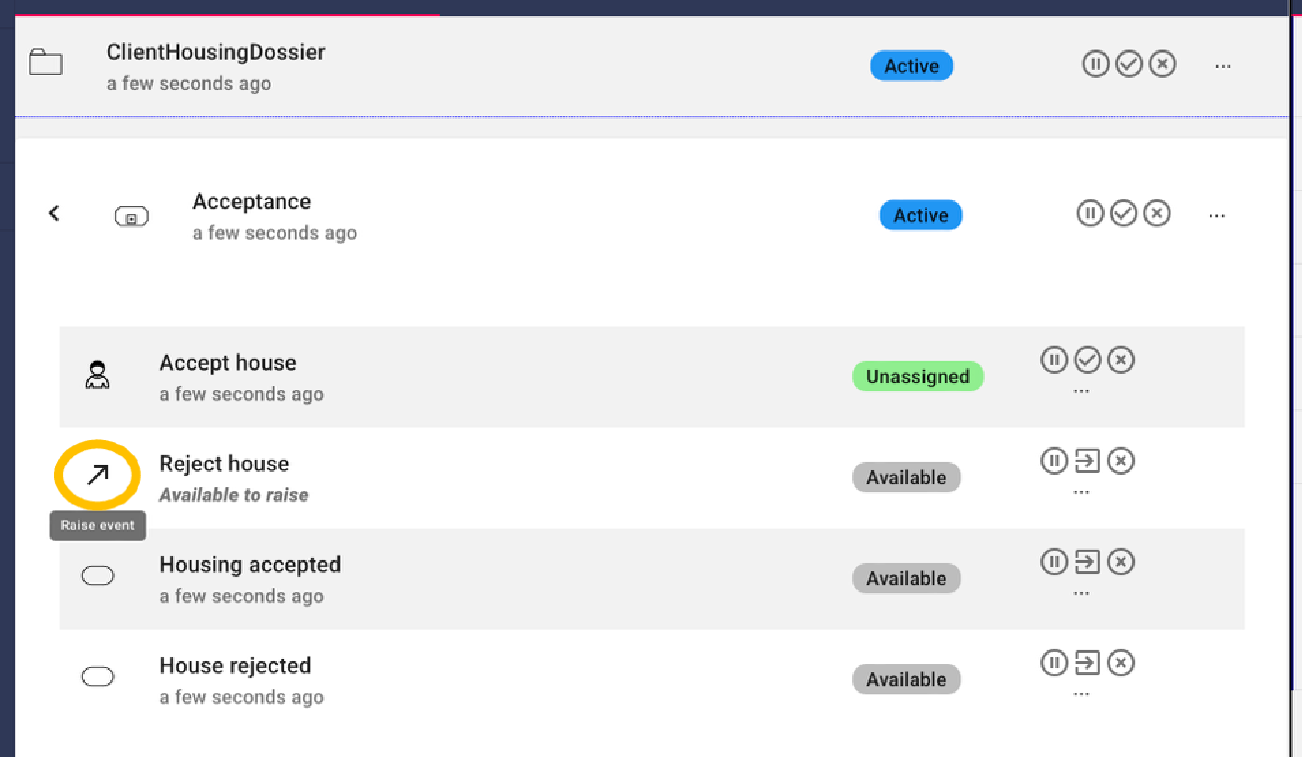 ClientHousingDossier
a few seconds ago
Active
...
Acceptance
a few seconds ago
Active
...
Accept house
a few seconds ago
Unassigned
...
Reject house
Available to raise
Available
...
Raise event
Housing accepted
a few seconds ago
Available
...
House rejected
a few seconds ago
Available
...